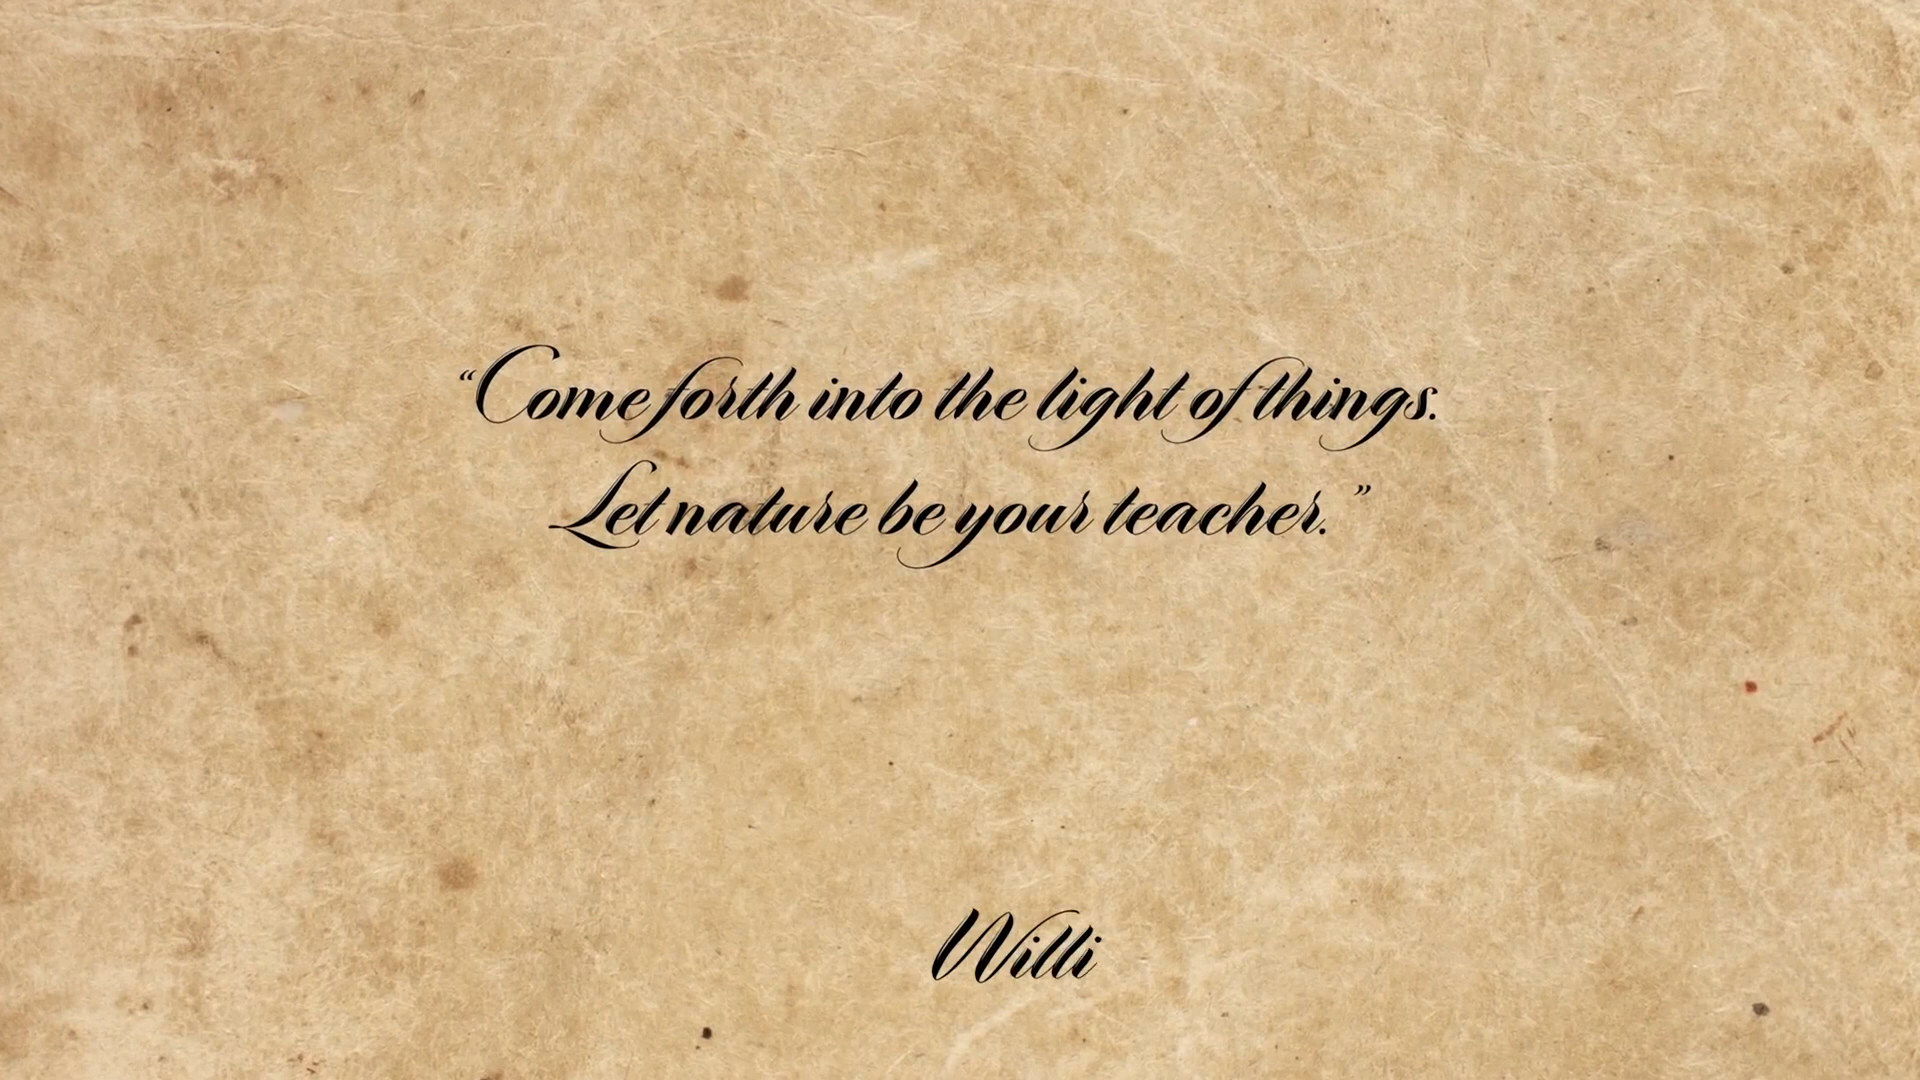 “Come forth into the light of things.
Let nature be your teacher.”
Willi